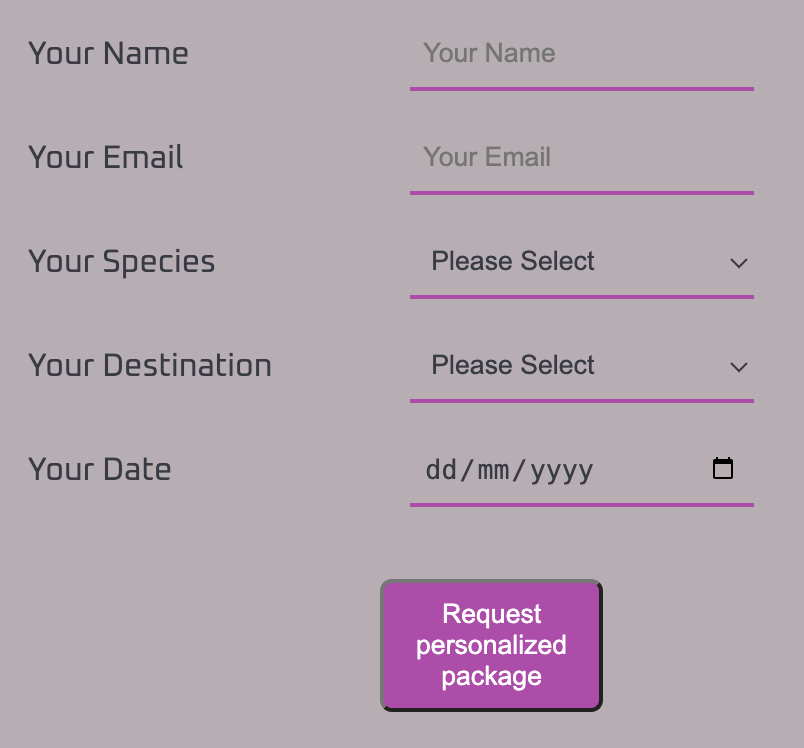 Your Name
Your Name
Your Email
Your Email
Your Species
Please Select
Your Destination
Please Select
Your Date
dd/mm/yyyy
Request
personalized
package